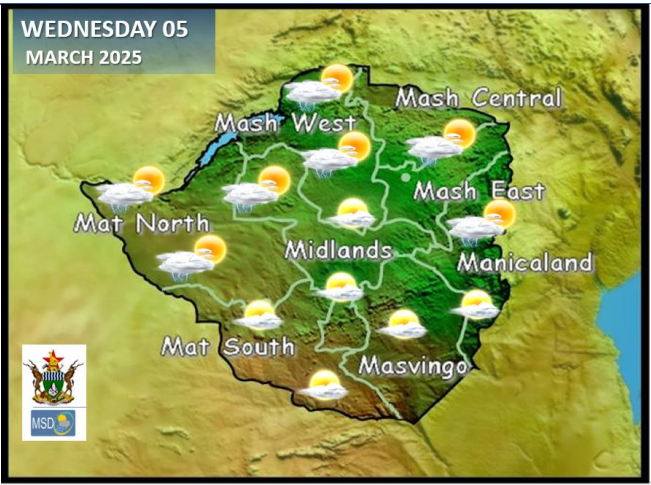 WEDNESDAY 05
MARCH 2025
Mash Central
Mash West
Mash East
Mat North
Midlands
Manicaland
Mat South
Masvingo
MSD